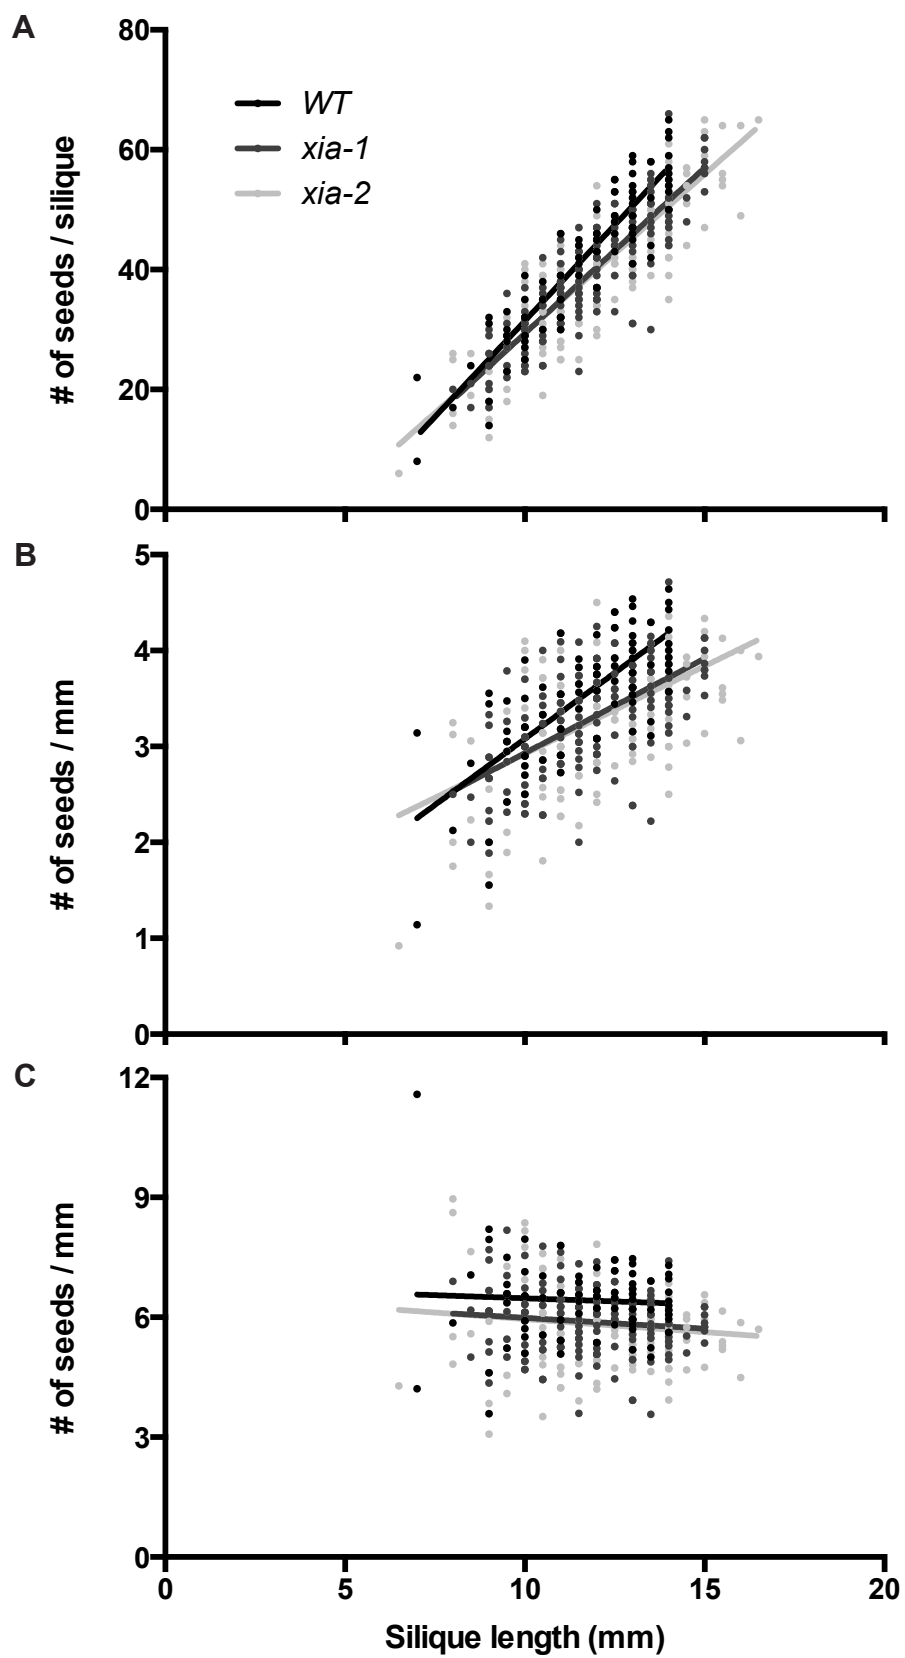 A
80
60
40
20
0
# of seeds / silique
WT
xia-1
xia-2
B
5
4
3
2
1
0
# of seeds / mm
C
12
9
6
3
0
# of seeds / mm
0 5 10 15 20
Silique length (mm)